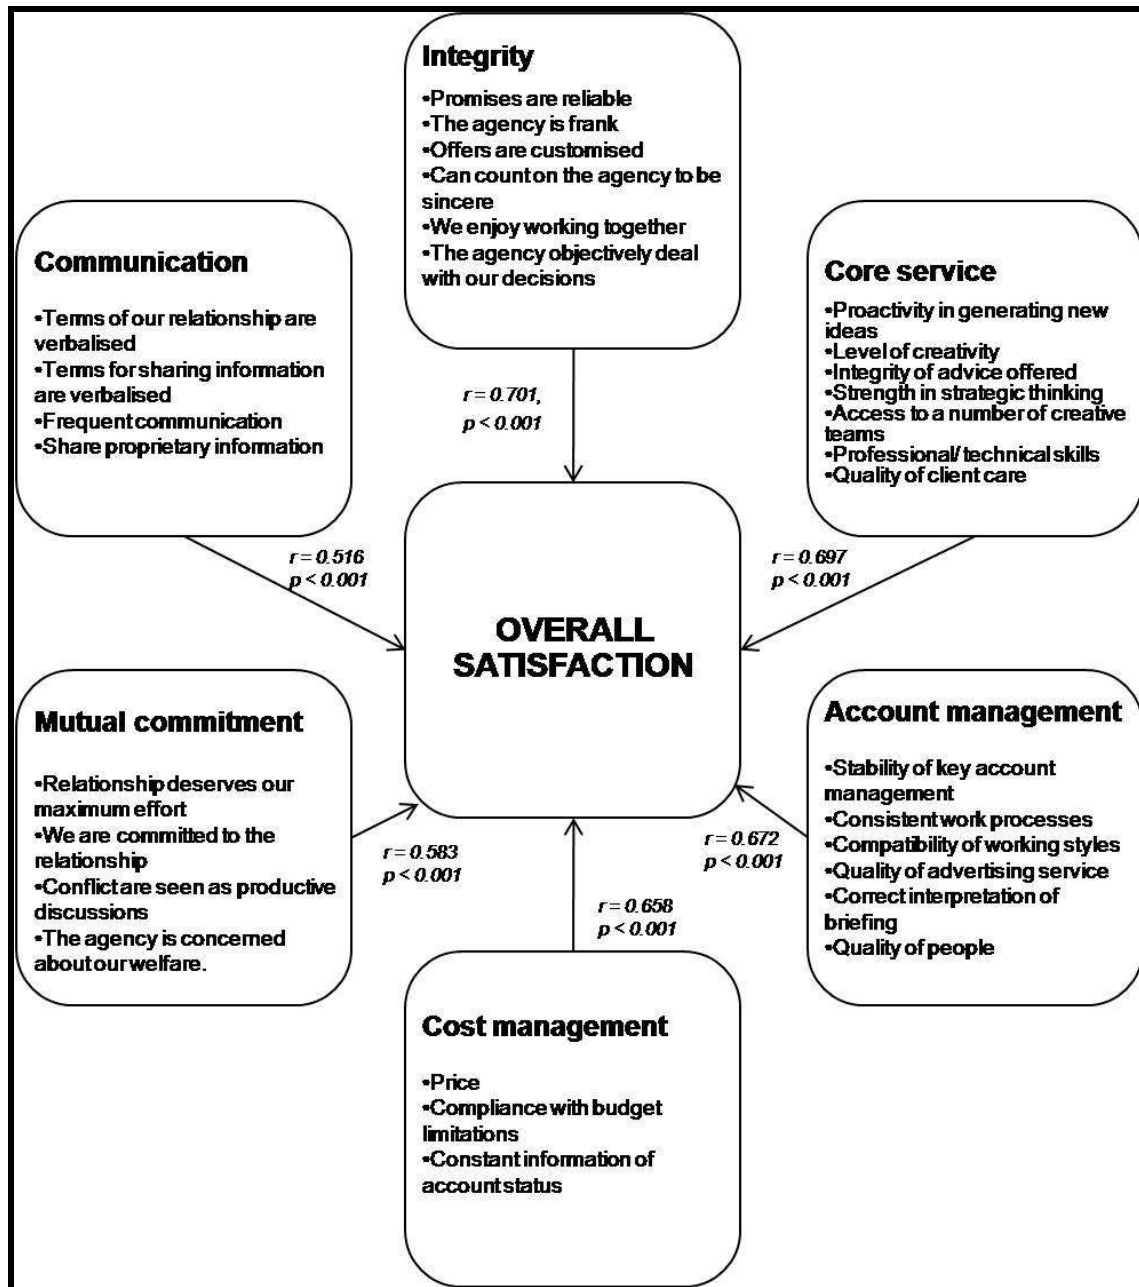 Integrity
•Promises are reliable
•The agency is frank
•Offers are customised
•Can count on the agency to be
sincere
•We enjoy working together
•The agency objectively deal
with our decisions
Communication
•Terms of our relationship are
verbalised
•Terms for sharing information
are verbalised
•Frequent communication
•Share proprietary information
Core service
•Proactivity in generating new
ideas
•Level of creativity
•Integrity of advice offered
•Strength in strategic thinking
•Access to a number of creative
teams
•Professional/ technical skills
•Quality of client care
r = 0.701,
p < 0.001
r = 0.516
p < 0.001
r = 0.697
p < 0.001
OVERALL
SATISFACTION
Mutual commitment
•Relationship deserves our
maximum effort
•We are committed to the
relationship
•Conflict are seen as productive
discussions
•The agency is concerned
about our welfare.
r = 0.583
p < 0.001
r = 0.672
p < 0.001
Account management
•Stability of key account
management
•Consistent work processes
•Compatibility of working styles
•Quality of advertising service
•Correct interpretation of
briefing
•Quality of people
r = 0.658
p < 0.001
Cost management
•Price
•Compliance with budget
limitations
•Constant information of
account status